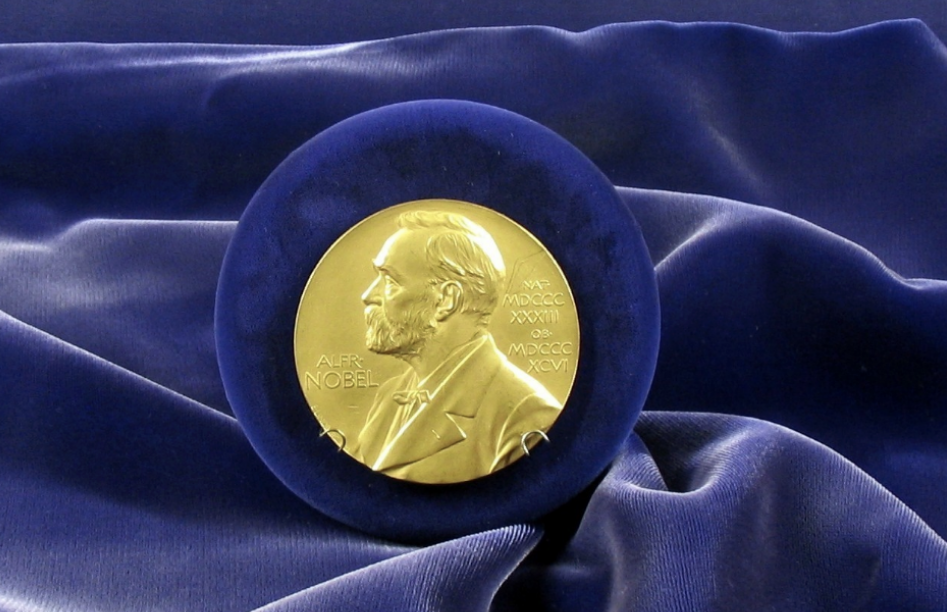 ALFR·
NOBEL
NAT·
MDCCC
XXXIII
OB·
MDCCC
XCVI